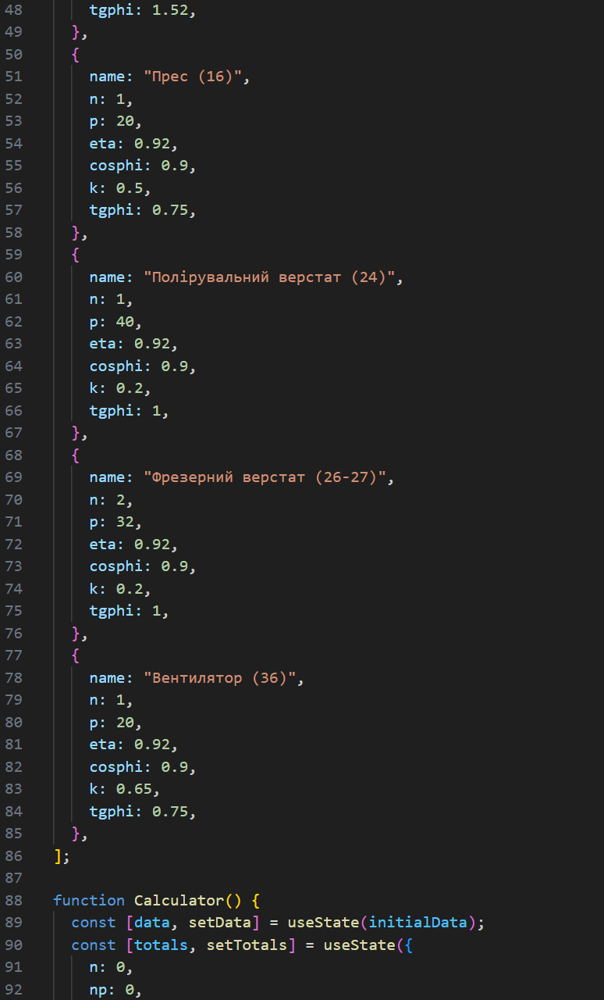 48 tgphi: 1.52,
49 },
50 {
51 name: "Прес (16)",
52 n: 1,
53 p: 20,
54 eta: 0.92,
55 cosphi: 0.9,
56 k: 0.5,
57 tgphi: 0.75,
58 },
59 {
60 name: "Полірувальний верстат (24)",
61 n: 1,
62 p: 40,
63 eta: 0.92,
64 cosphi: 0.9,
65 k: 0.2,
66 tgphi: 1,
67 },
68 {
69 name: "Фрезерний верстат (26-27)",
70 n: 2,
71 p: 32,
72 eta: 0.92,
73 cosphi: 0.9,
74 k: 0.2,
75 tgphi: 1,
76 },
77 {
78 name: "Вентилятор (36)",
79 n: 1,
80 p: 20,
81 eta: 0.92,
82 cosphi: 0.9,
83 k: 0.65,
84 tgphi: 0.75,
85 },
86 ];
87
88 function Calculator() {
89 const [data, setData] = useState(initialData);
90 const [totals, setTotals] = useState({
91 n: 0,
92 np: 0,